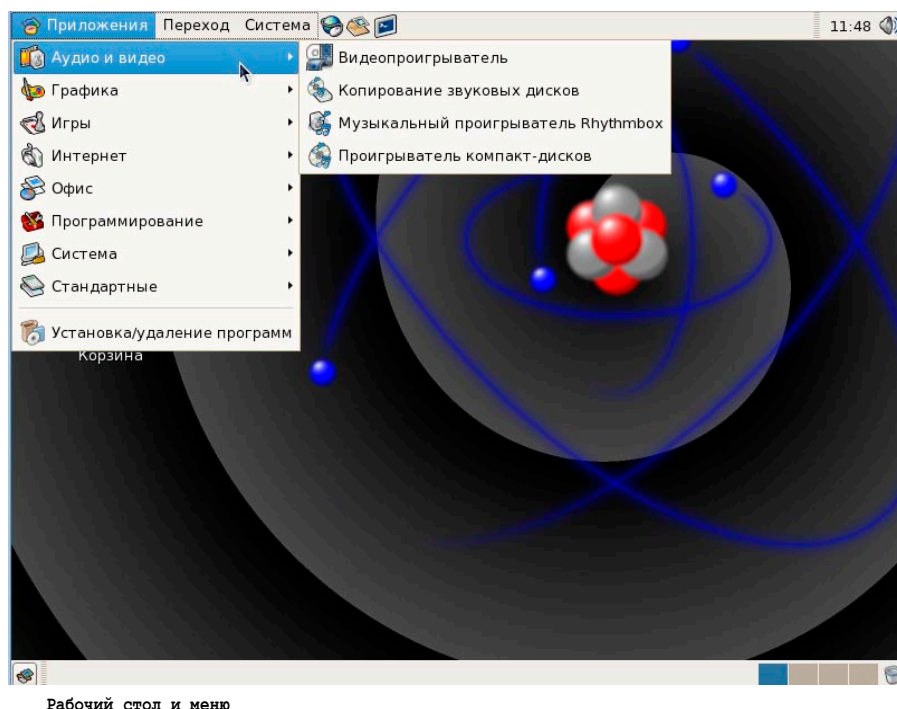 Приложения Переход Система 11:48
Аудио и видео
Графика
Игры
Интернет
Офис
Программирование
Система
Стандартные
Установка/удаление программ
Видеопроигрыватель
Копирование звуковых дисков
Музыкальный проигрыватель Rhythmbox
Проигрыватель компакт-дисков
Корзина
Рабочий стол и меню